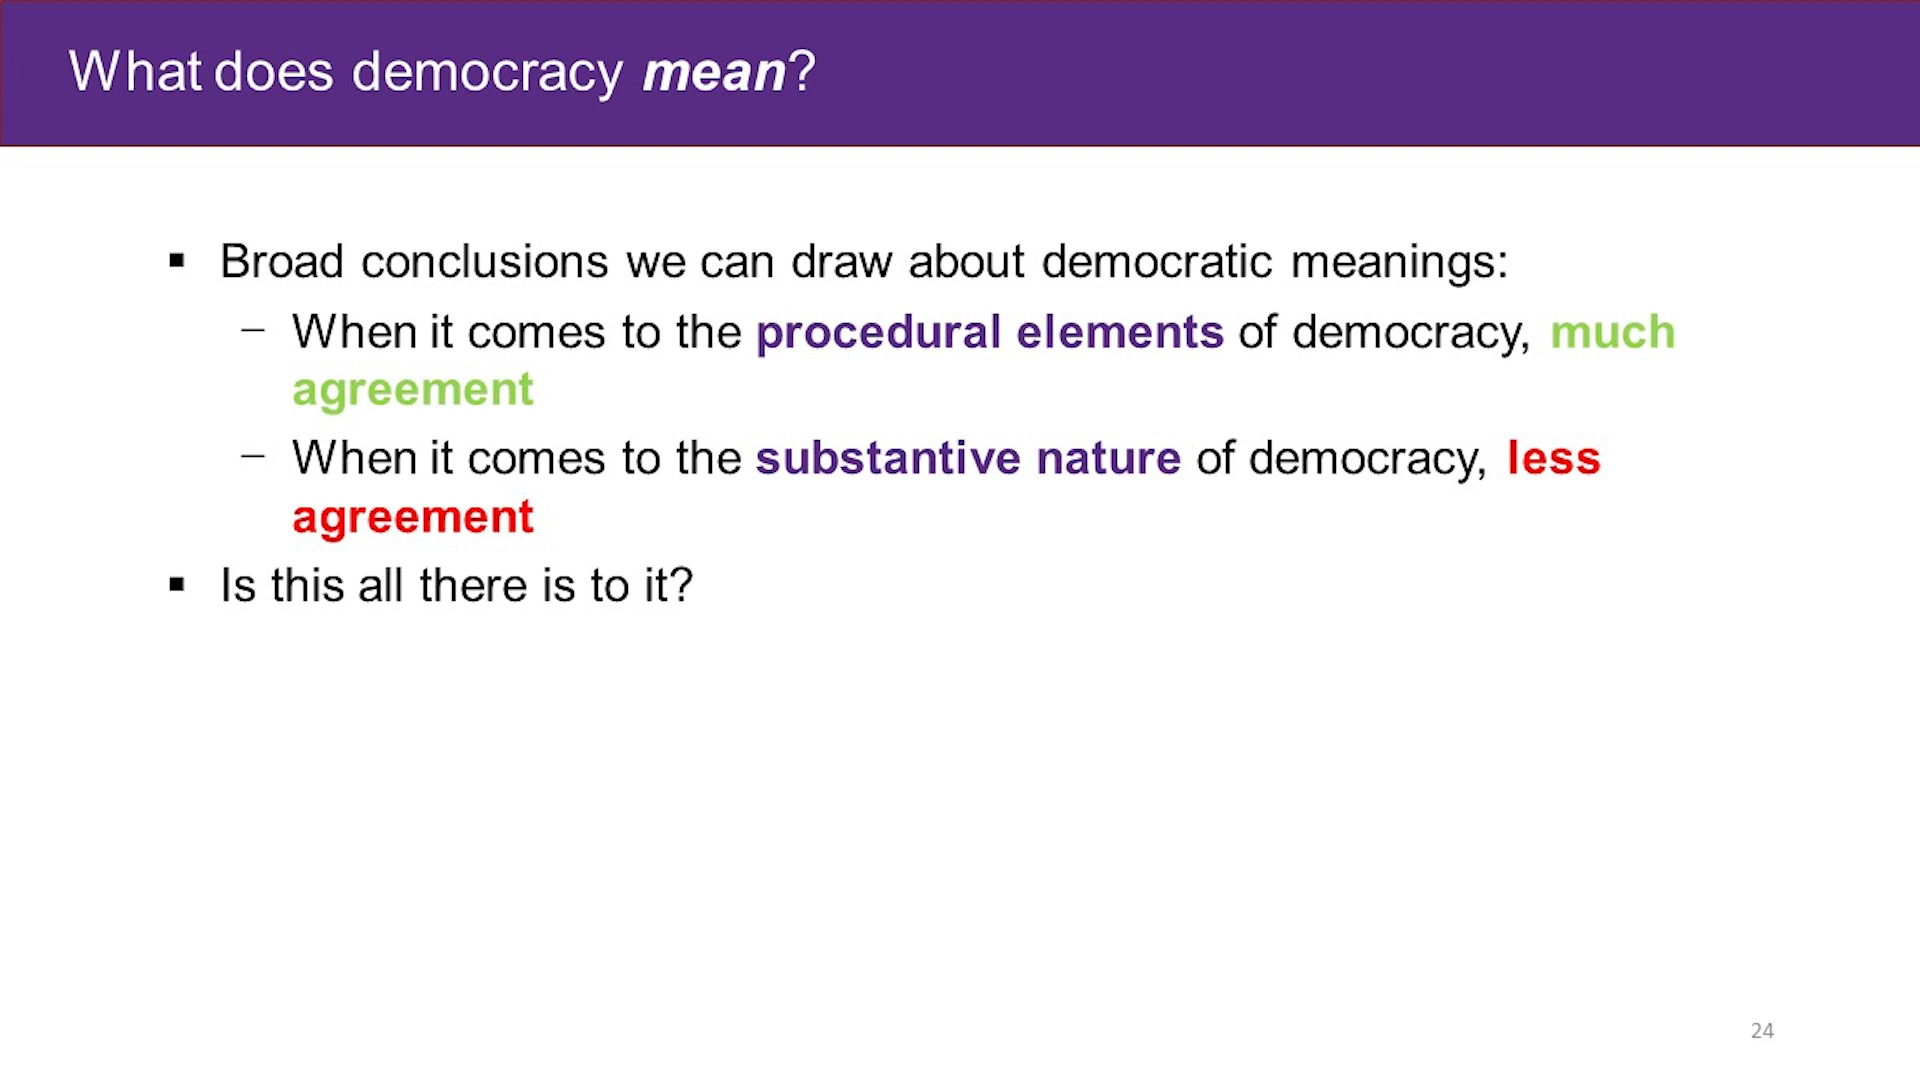 What does democracy mean?
▪ Broad conclusions we can draw about democratic meanings:
– When it comes to the procedural elements of democracy, much
agreement
– When it comes to the substantive nature of democracy, less
agreement
▪ Is this all there is to it?
24